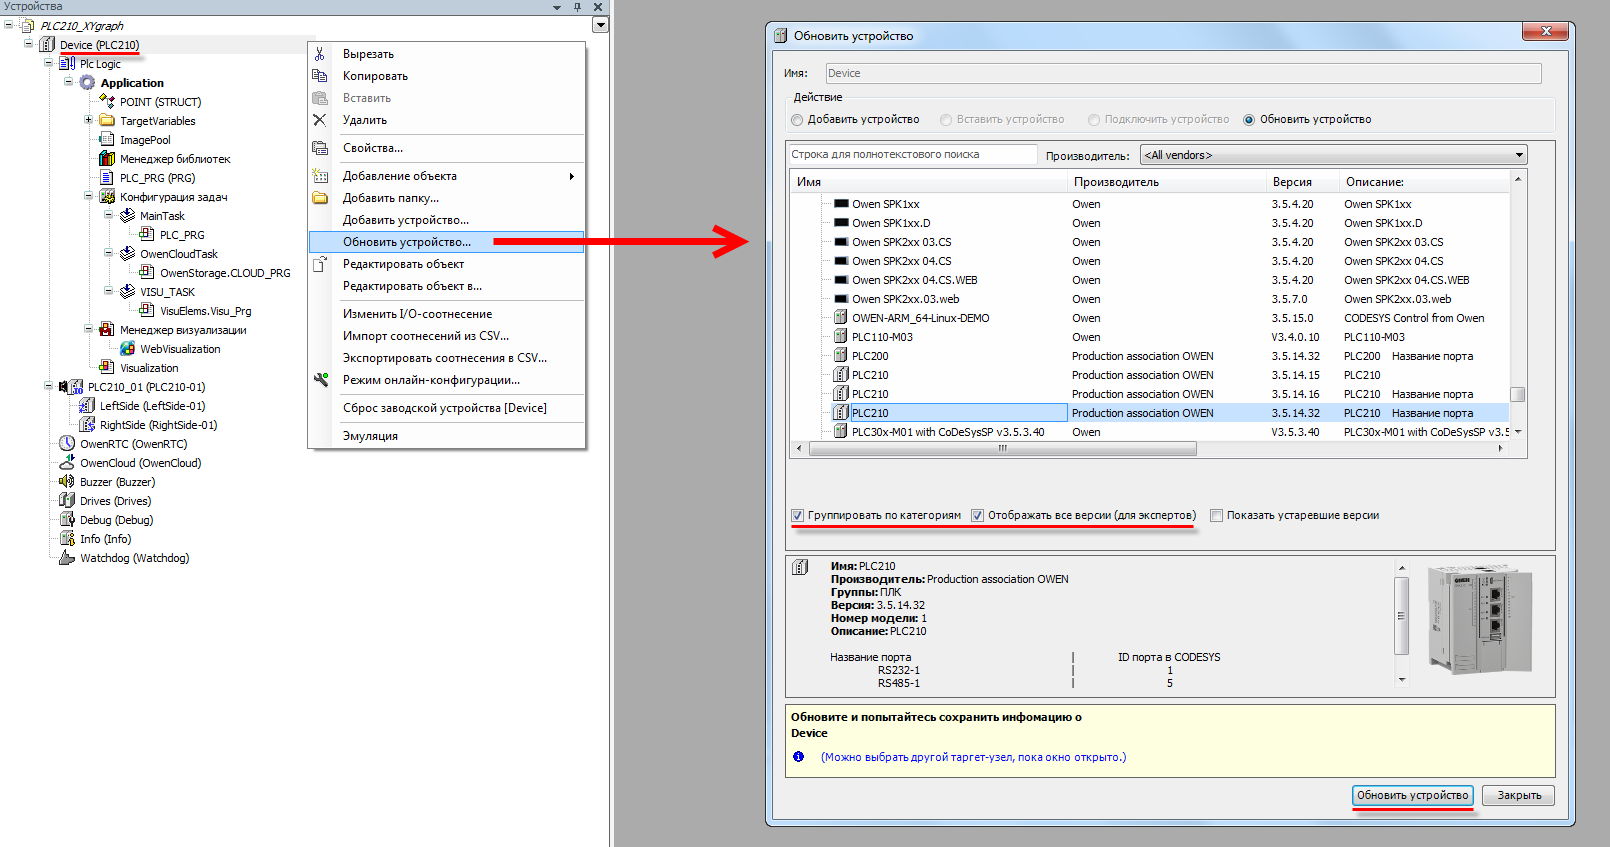 Устройства
PLC210_XYgraph
Device (PLC210)
Plc Logic
Application
POINT (STRUCT)
TargetVariables
ImagePool
Менеджер библиотек
PLC_PRG (PRG)
Конфигурация задач
MainTask
PLC_PRG
OwenCloudTask
OwenStorage.CLOUD_PRG
VISU_TASK
VisuElems.Visu_Prg
Менеджер визуализации
WebVisualization
Visualization
PLC210_01 (PLC210-01)
LeftSide (LeftSide-01)
RightSide (RightSide-01)
OwenRTC (OwenRTC)
OwenCloud (OwenCloud)
Buzzer (Buzzer)
Drives (Drives)
Debug (Debug)
Info (Info)
Watchdog (Watchdog)
Вырезать
Копировать
Вставить
Удалить
Свойства...
Добавление объекта
Добавить папку...
Добавить устройство...
Обновить устройство...
Редактировать объект
Редактировать объект в...
Изменить I/O-соотнесение
Импорт соотнесений из CSV...
Экспортировать соотнесения в CSV...
Режим онлайн-конфигурации...
Сброс заводской устройства [Device]
Эмуляция
Обновить устройство
Имя: Device
Действие
Добавить устройство Вставить устройство Подключить устройство Обновить устройство
Строка для полнотекстового поиска Производитель: <All vendors>
Имя Производитель Версия Описание:
Owen SPK1xx Owen 3.5.4.20 Owen SPK1xx
Owen SPK1xx.D Owen 3.5.4.20 Owen SPK1xx.D
Owen SPK2xx 03.CS Owen 3.5.4.20 Owen SPK2xx 03.CS
Owen SPK2xx 04.CS Owen 3.5.4.20 Owen SPK2xx 04.CS
Owen SPK2xx 04.CS.WEB Owen 3.5.4.20 Owen SPK2xx 04.CS.WEB
Owen SPK2xx.03.web Owen 3.5.7.0 Owen SPK2xx.03.web
OWEN-ARM_64-Linux-DEMO Owen 3.5.15.0 CODESYS Control from Owen
PLC110-M03 Owen V3.4.0.10 PLC110-M03
PLC200 Production association OWEN 3.5.14.32 PLC200 Название порта
PLC210 Production association OWEN 3.5.14.15 PLC210
PLC210 Production association OWEN 3.5.14.16 PLC210 Название порта
PLC210 Production association OWEN 3.5.14.32 PLC210 Название порта
PLC30x-M01 with CoDeSysSP v3.5.3.40 Owen V3.5.3.40 PLC30x-M01 with CoDeSysSP v3.5
Группировать по категориям Отображать все версии (для экспертов) Показать устаревшие версии
Имя: PLC210
Производитель: Production association OWEN
Группы: ПЛК
Версия: 3.5.14.32
Номер модели: 1
Описание: PLC210
Название порта | ID порта в CODESYS
RS232-1 | 1
RS485-1 | 5
Обновите и попытайтесь сохранить инфомацию о
Device
(Можно выбрать другой таргет-узел, пока окно открыто.)
Обновить устройство Закрыть